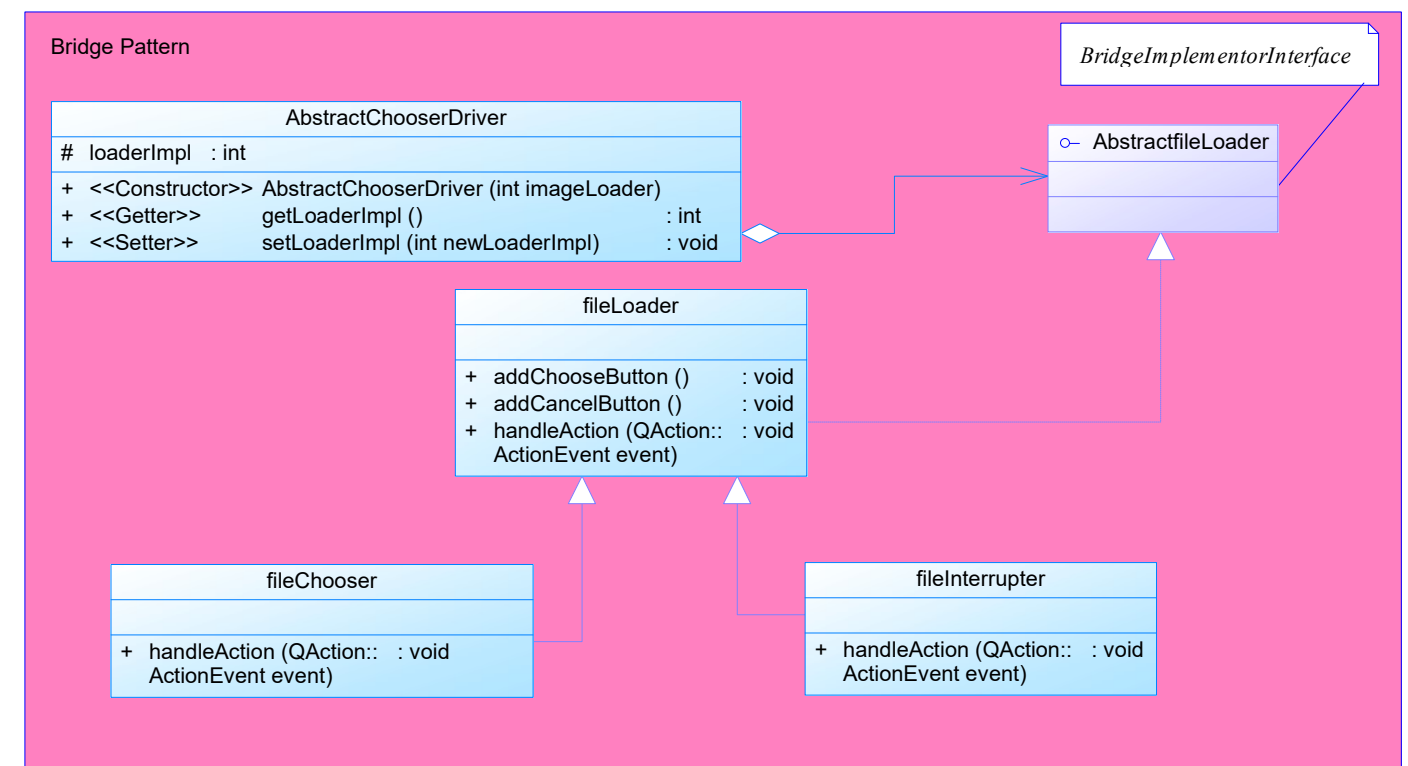 Bridge Pattern
BridgeImplementorInterface
AbstractChooserDriver
# loaderImpl : int
+ <<Constructor>> AbstractChooserDriver (int imageLoader)
+ <<Getter>> getLoaderImpl () : int
+ <<Setter>> setLoaderImpl (int newLoaderImpl) : void
AbstractfileLoader
fileLoader
+ addChooseButton () : void
+ addCancelButton () : void
+ handleAction (QAction:: : void
ActionEvent event)
fileChooser
+ handleAction (QAction:: : void
ActionEvent event)
fileInterrupter
+ handleAction (QAction:: : void
ActionEvent event)